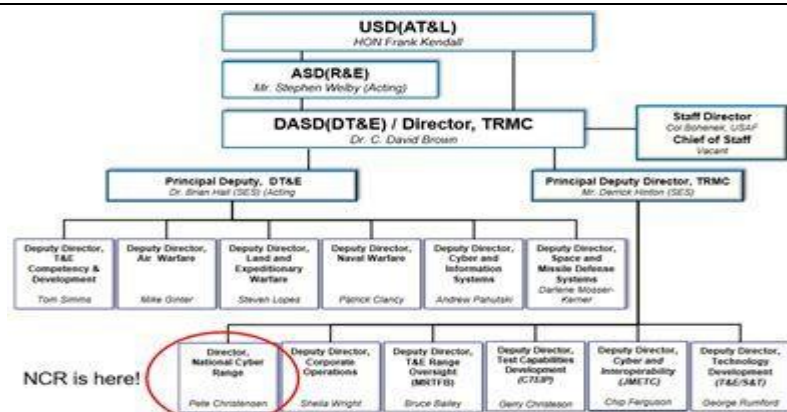 USD(AT&L)
HON Frank Kendall
ASD(R&E)
Mr. Stephen Welby (Acting)
DASD(DT&E) / Director, TRMC
Dr. C. David Brown
Staff Director
Col Bohenek, USAF
Chief of Staff
Vacant
Principal Deputy, DT&E
Dr. Brian Hall (SES) (Acting
Principal Deputy Director, TRMC
Mr. Derrick Hinton (SES)
Deputy Director,
T&E
Competency &
Development
Tom Simms
Deputy Director,
Air Warfare
Mike Ginter
Deputy Director,
Land and
Expeditionary
Warfare
Steven Lopes
Deputy Director,
Naval Warfare
Patrick Clancy
Deputy Director,
Cyber and
Information
Systems
Andrew Pahutski
Deputy Director,
Space and
Missile Defense
Systems
Darlene Mosser-
Kerner
NCR is here!
Director,
National Cyber
Range
Pete Christensen
Deputy Director,
Corporate
Operations
Sheila Wright
Deputy Director,
T&E Range
Oversight
(MRTFB)
Bruce Bailey
Deputy Director,
Test Capabilities
Development
(CTEIP)
Gerry Christeson
Deputy Director,
Cyber and
Interoperability
(JMETC)
Chip Ferguson
Deputy Director,
Technology
Development
(T&E/S&T)
George Rumford